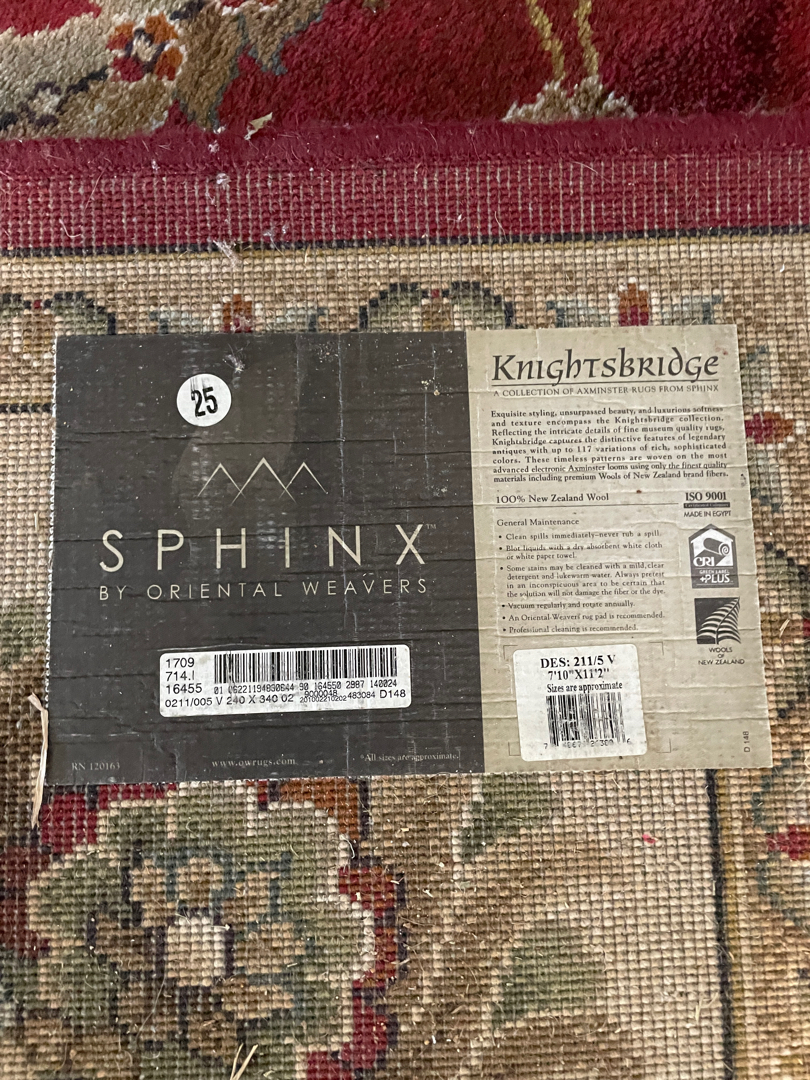 25
SPHINX™
BY ORIENTAL WEAVERS
1709
714.I
16455
0211/005 V 240 X 340 02
D148
RN 120163
www.owrugs.com
*All sizes are approximate.
Knightsbridge
A COLLECTION OF AXMINSTER RUGS FROM SPHINX
Exquisite styling, unsurpassed beauty, and luxurious softness
and texture encompass the Knightsbridge collection.
Reflecting the intricate details of fine museum quality rugs,
Knightsbridge captures the distinctive features of legendary
antiques with up to 117 variations of rich, sophisticated
colors. These timeless patterns are woven on the most
advanced electronic Axminster looms using only the finest quality
materials including premium Wools of New Zealand brand fibers.
100% New Zealand Wool
ISO 9001
MADE IN EGYPT
General Maintenance
• Clean spills immediately–never rub a spill.
• Blot liquids with a dry absorbent white cloth
or white paper towel.
• Some stains may be cleaned with a mild, clear
detergent and lukewarm water. Always pretest
in an inconspicuous area to be certain that
the solution will not damage the fiber or the dye.
• Vacuum regularly and rotate annually.
• An Oriental Weavers rug pad is recommended.
• Professional cleaning is recommended.
CRI
GREEN LABEL
+PLUS
WOOLS
OF
NEW ZEALAND
DES: 211/5 V
7'10"X11'2"
Sizes are approximate
D 148